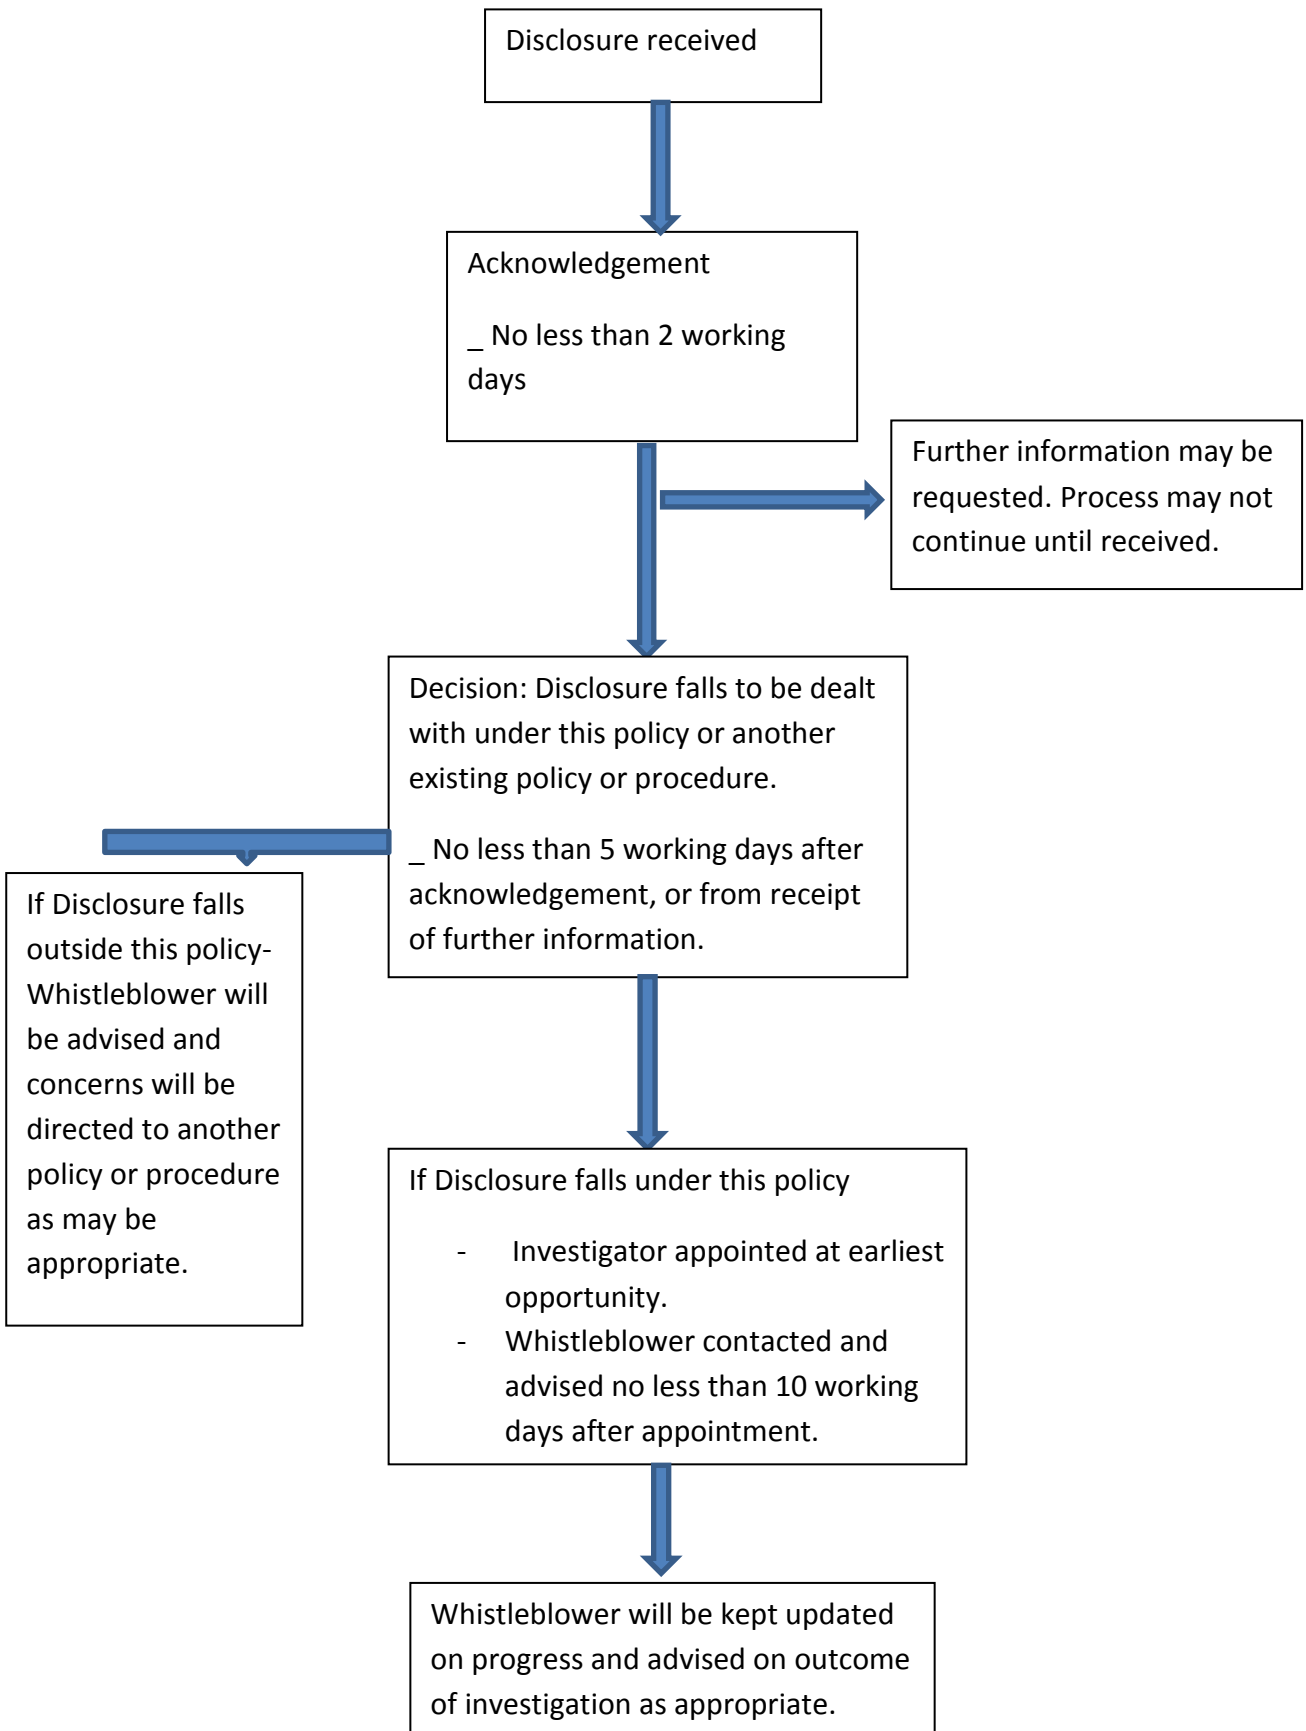 Disclosure received
Acknowledgement
_ No less than 2 working
days
Further information may be
requested. Process may not
continue until received.
Decision: Disclosure falls to be dealt
with under this policy or another
existing policy or procedure.
_ No less than 5 working days after
acknowledgement, or from receipt
of further information.
If Disclosure falls
outside this policy-
Whistleblower will
be advised and
concerns will be
directed to another
policy or procedure
as may be
appropriate.
If Disclosure falls under this policy
- Investigator appointed at earliest
opportunity.
- Whistleblower contacted and
advised no less than 10 working
days after appointment.
Whistleblower will be kept updated
on progress and advised on outcome
of investigation as appropriate.